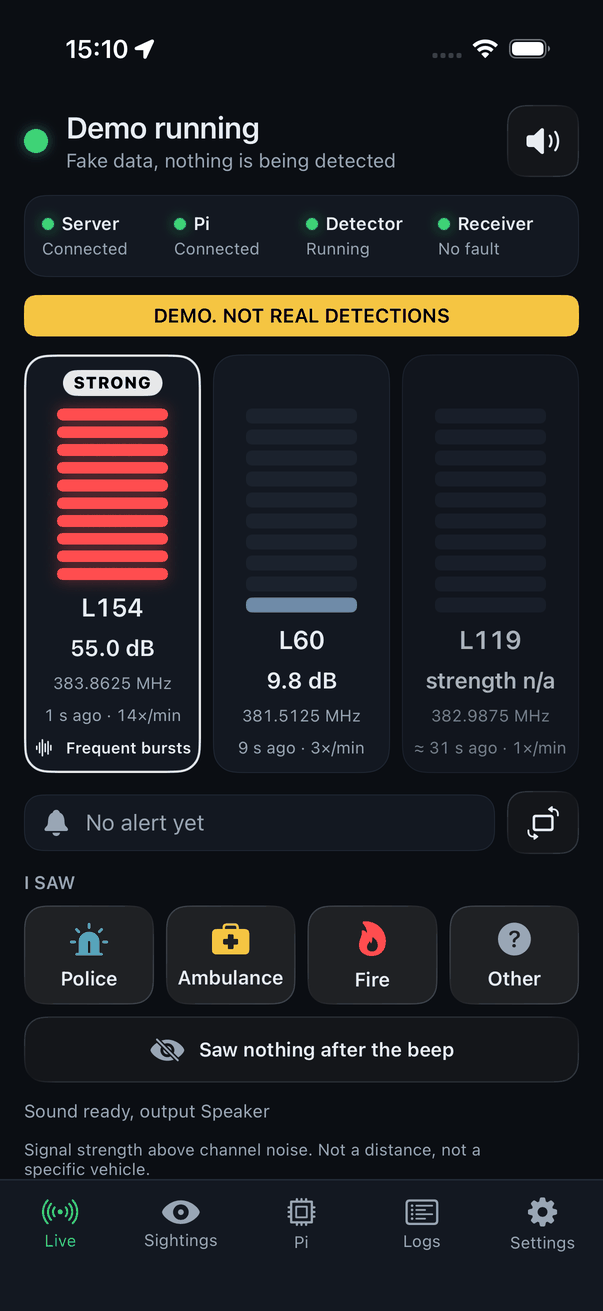 15:10
Demo running
Fake data, nothing is being detected
Server
Connected
Pi
Connected
Detector
Running
Receiver
No fault
DEMO. NOT REAL DETECTIONS
STRONG
L154
55.0 dB
383.8625 MHz
1 s ago · 14×/min
Frequent bursts
L60
9.8 dB
381.5125 MHz
9 s ago · 3×/min
L119
strength n/a
382.9875 MHz
≈ 31 s ago · 1×/min
No alert yet
I SAW
Police
Ambulance
Fire
? Other
Saw nothing after the beep
Sound ready, output Speaker
Signal strength above channel noise. Not a distance, not a
specific vehicle.
Live
Sightings
Pi
Logs
Settings